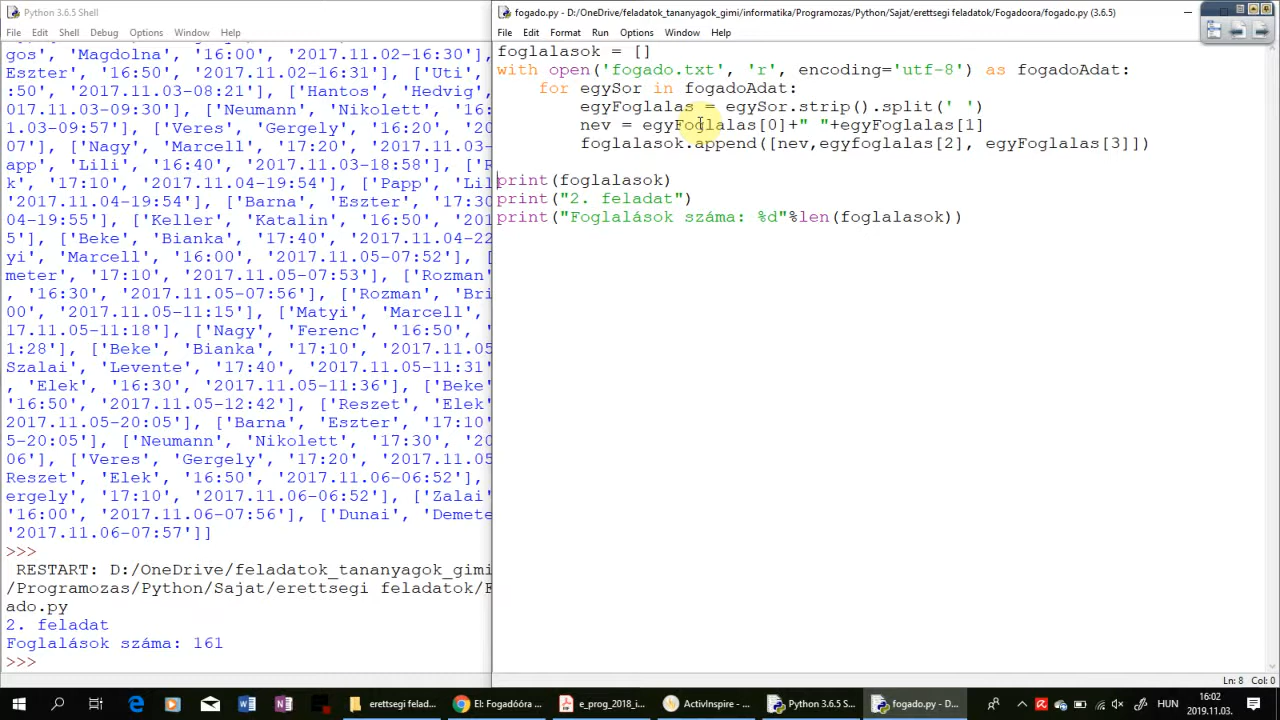 Python 3.6.5 Shell
File Edit Shell Debug Options Window Help
gos', 'Magdolna', '16:00', '2017.11.02-16:30'], [
Eszter', '16:50', '2017.11.02-16:32'], ['Uti',
:50', '2017.11.03-08:21'], ['Hantos', 'Hedvig',
1.03-09:57'], ['Neumann', 'Nikolett', '16:30',
1.03-09:57'], ['Veres', 'Gergely', '16:20', '20
07'], ['Nagy', 'Marcell', '17:20', '2017.11.03-
app', 'Lili', '16:40', '2017.11.03-18:18'], ['R
k', '17:10', '2017.11.03-18:18'], ['Papp', 'Lil
'2017.11.04-19:54'], ['Barna', 'Eszter', '17:30
04-19:55'], ['Keller', 'Katalin', '16:50', '201
5'], ['Beke', 'Bianka', '17:40', '2017.11.04-22
yi', 'Marcell', '16:00', '2017.11.05-07:52'], [
meter', '17:10', '2017.11.05-07:53'], ['Rozman'
, '16:30', '2017.11.05-07:56'], ['Rozman', 'Bri
00', '2017.11.05-11:15'], ['Matyi', 'Marcell',
17.11.05-11:18'], ['Nagy', 'Ferenc', '16:50', '
1:28'], ['Beke', 'Bianka', '17:10', '2017.11.05
Szalai', 'Levente', '17:40', '2017.11.05-11:31'
, 'Elek', '16:30', '2017.11.05-11:36'], ['Beke'
'16:50', '2017.11.05-12:42'], ['Reszet', 'Elek'
2017.11.05-20:05'], ['Barna', 'Eszter', '17:10'
5-20:05'], ['Neumann', 'Nikolett', '17:30', '20
06'], ['Veres', 'Gergely', '17:20', '2017.11.05
Reszet', 'Elek', '16:50', '2017.11.06-06:52'],
ergely', '17:10', '2017.11.06-06:52'], ['Zalai'
'16:00', '2017.11.06-07:56'], ['Dunai', 'Demete
'2017.11.06-07:57']]
>>>
RESTART: D:/OneDrive/feladatok_tananyagok_gimi
/Programozas/Python/Sajat/erettsegi feladatok/
ado.py
2. feladat
Foglalások száma: 161
>>>
fogado.py - D:/OneDrive/feladatok_tananyagok_gimi/informatika/Programozas/Python/Sajat/erettsegi feladatok/Fogadoora/fogado.py (3.6.5)
File Edit Format Run Options Window Help
foglalasok = []
with open('fogado.txt', 'r', encoding='utf-8') as fogadoAdat:
for egySor in fogadoAdat:
egyFoglalas = egySor.strip().split(' ')
nev = egyFoglalas[0]+" "+egyFoglalas[1]
foglalasok.append([nev,egyfoglalas[2], egyFoglalas[3]])
print(foglalasok)
print("2. feladat")
print("Foglalások száma: %d"%len(foglalasok))
Ln: 8 Col: 0
erettsegi felad...
El: Fogadóóra ...
e_prog_2018_i...
ActivInspire - ...
Python 3.6.5 S...
fogado.py - D...
HUN
16:02
2019.11.03.